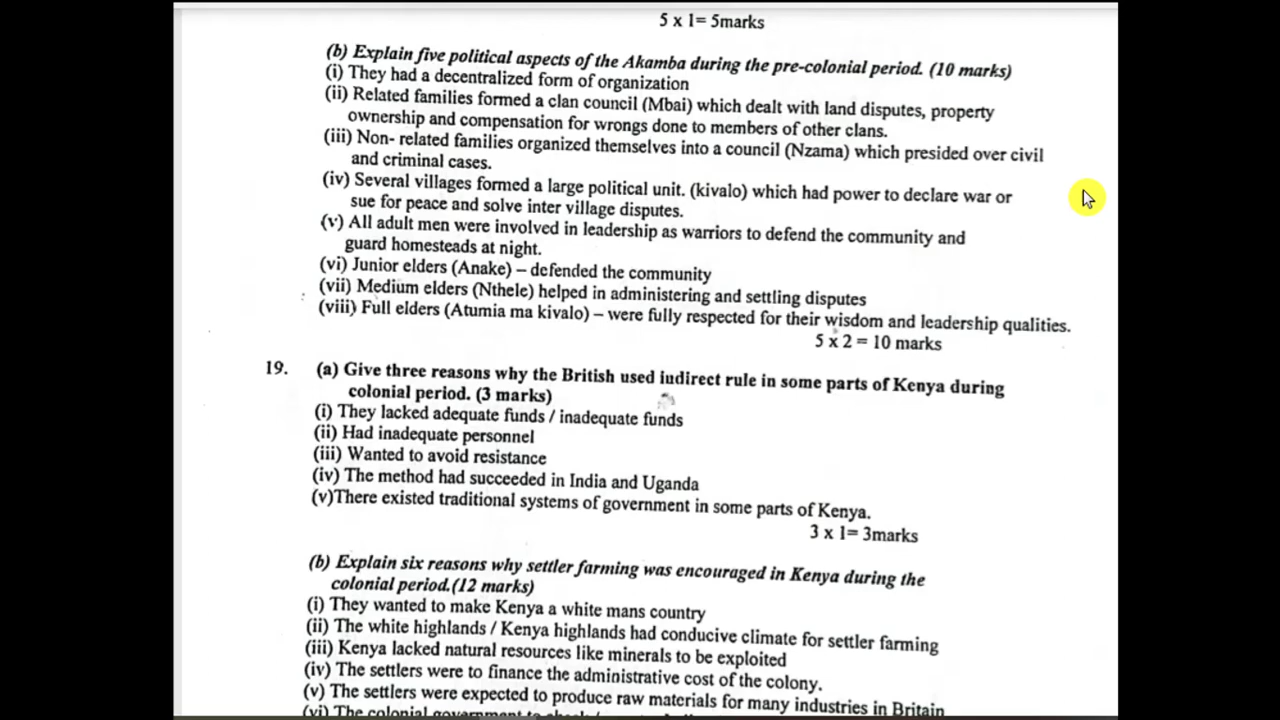 5 x 1= 5marks
(b) Explain five political aspects of the Akamba during the pre-colonial period. (10 marks)
(i) They had a decentralized form of organization
(ii) Related families formed a clan council (Mbai) which dealt with land disputes, property
ownership and compensation for wrongs done to members of other clans.
(iii) Non- related families organized themselves into a council (Nzama) which presided over civil
and criminal cases.
(iv) Several villages formed a large political unit. (kivalo) which had power to declare war or
sue for peace and solve inter village disputes.
(v) All adult men were involved in leadership as warriors to defend the community and
guard homesteads at night.
(vi) Junior elders (Anake) – defended the community
(vii) Medium elders (Nthele) helped in administering and settling disputes
(viii) Full elders (Atumia ma kivalo) – were fully respected for their wisdom and leadership qualities.
5 x 2 = 10 marks
19. (a) Give three reasons why the British used indirect rule in some parts of Kenya during
colonial period. (3 marks)
(i) They lacked adequate funds / inadequate funds
(ii) Had inadequate personnel
(iii) Wanted to avoid resistance
(iv) The method had succeeded in India and Uganda
(v)There existed traditional systems of government in some parts of Kenya.
3 x 1= 3marks
(b) Explain six reasons why settler farming was encouraged in Kenya during the
colonial period.(12 marks)
(i) They wanted to make Kenya a white mans country
(ii) The white highlands / Kenya highlands had conducive climate for settler farming
(iii) Kenya lacked natural resources like minerals to be exploited
(iv) The settlers were to finance the administrative cost of the colony.
(v) The settlers were expected to produce raw materials for many industries in Britain
(vi) The colonial government to